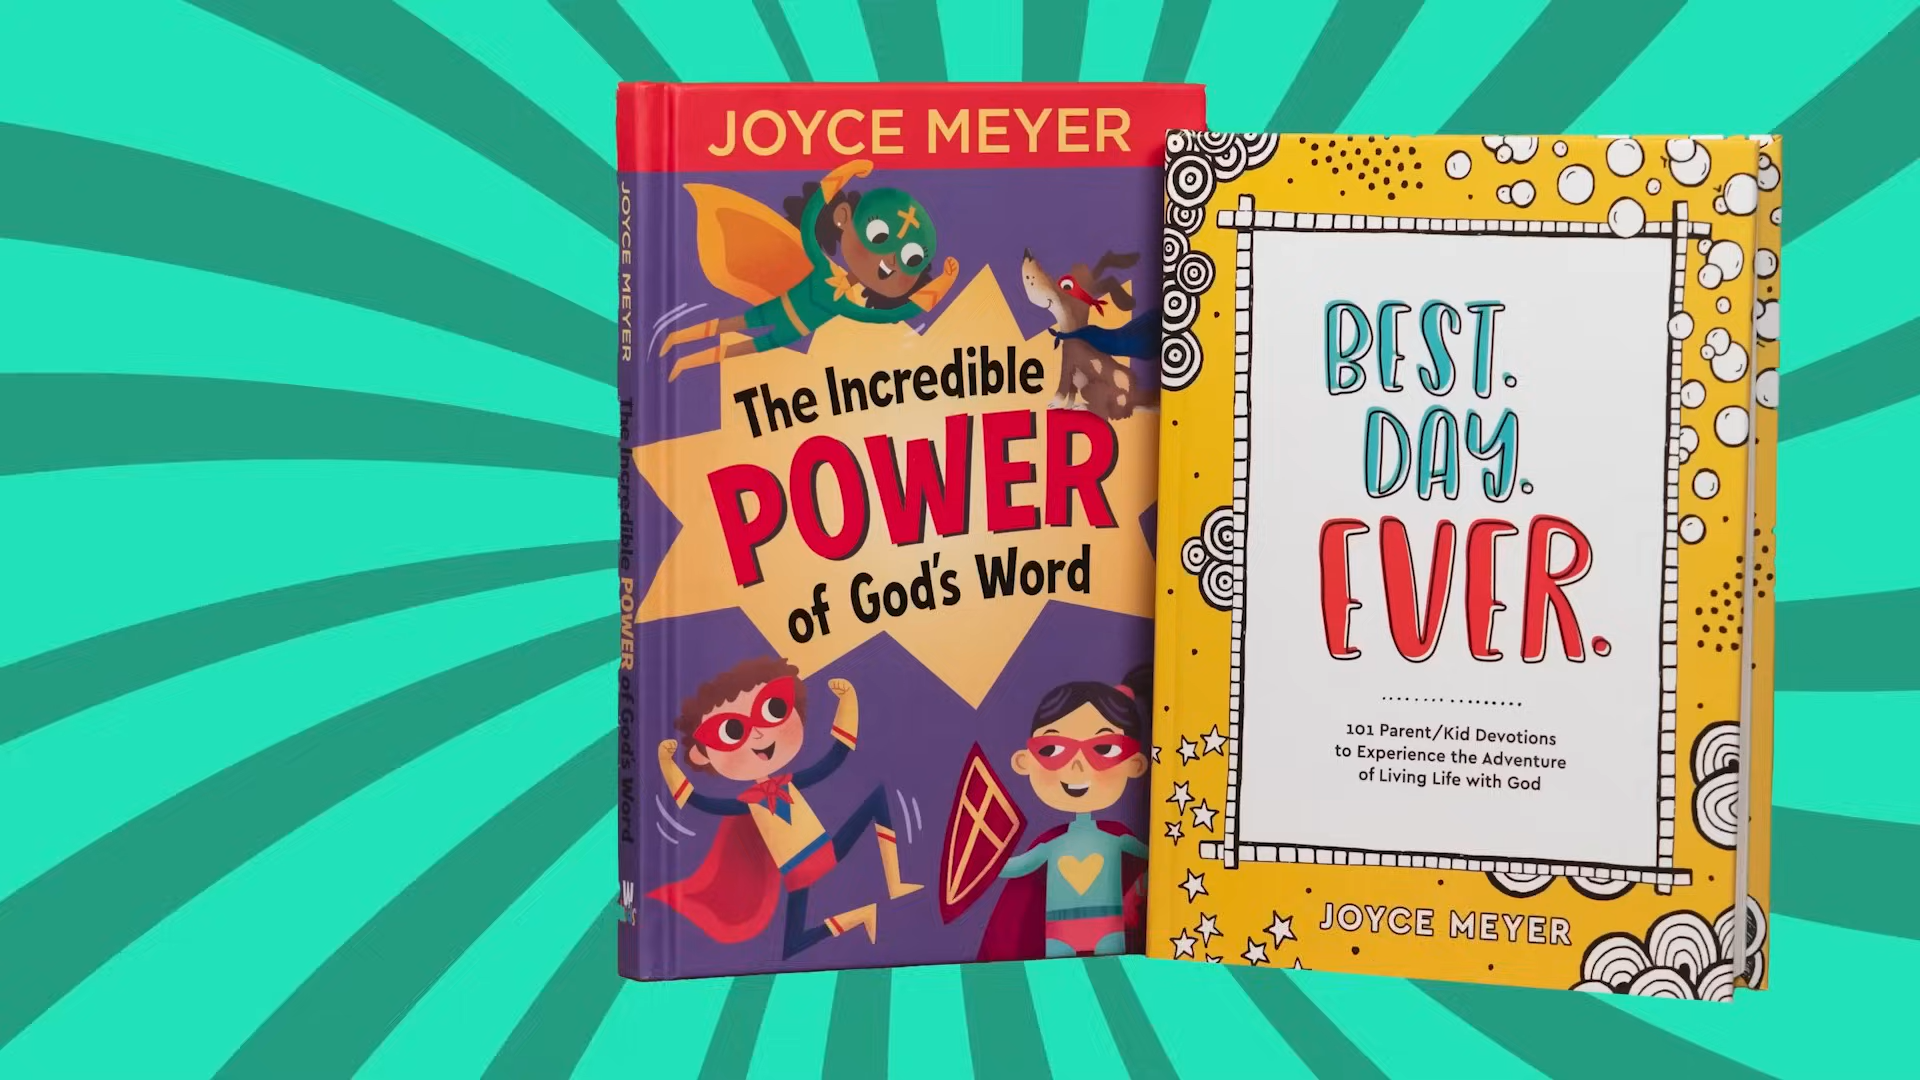 JOYCE MEYER
The Incredible
POWER
of God's Word
JOYCE MEYER The Incredible POWER of God's Word
BEST.
DAY.
EVER.
101 Parent/Kid Devotions
to Experience the Adventure
of Living Life with God
JOYCE MEYER